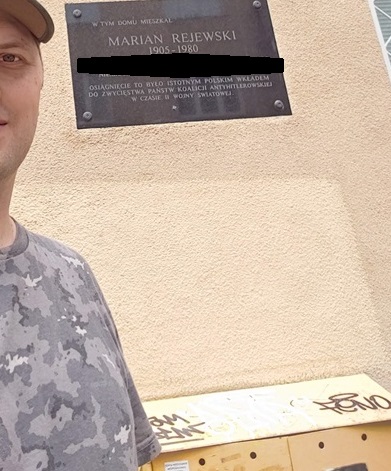 W TYM DOMU MIESZKAŁ
MARIAN REJEWSKI
1905-1980
OSIĄGNIĘCIE TO BYŁO ISTOTNYM POLSKIM WKŁADEM
DO ZWYCIĘSTWA PAŃSTW KOALICJI ANTYHITLEROWSKIEJ
W CZASIE II WOJNY ŚWIATOWEJ